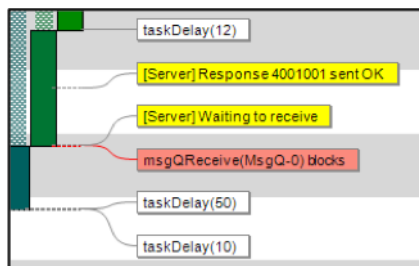 taskDelay(12)
[Server] Response 4001001 sent OK
[Server] Waiting to receive
msgQReceive(MsgQ-0) blocks
taskDelay(50)
taskDelay(10)